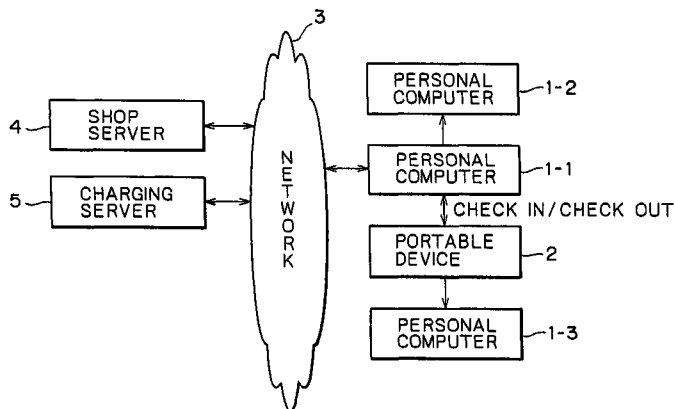 3
PERSONAL
COMPUTER
1-2
4
SHOP
SERVER
5
CHARGING
SERVER
NETWORK
PERSONAL
COMPUTER
1-1
CHECK IN/CHECK OUT
PORTABLE
DEVICE
2
PERSONAL
COMPUTER
1-3